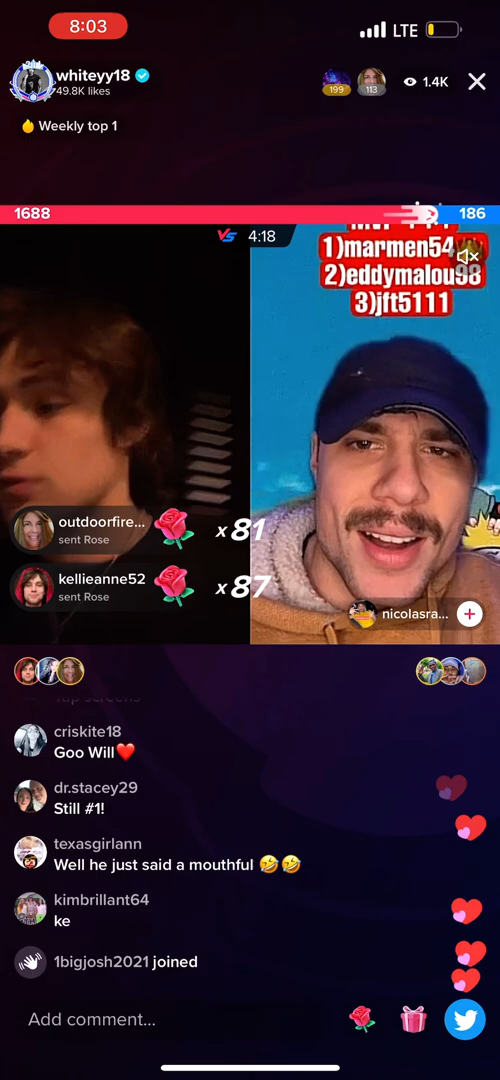 8:03
LTE
whiteyy18
49.8K likes
199
113
1.4K
Weekly top 1
1688
186
VS
4:18
1)marmen54
2)eddymalou98
3)jft5111
outdoorfire...
sent Rose
x81
kellieanne52
sent Rose
x87
nicolasra...
criskite18
Goo Will❤️
dr.stacey29
Still #1!
texasgirlann
Well he just said a mouthful 🤣🤣
kimbrillant64
ke
1bigjosh2021 joined
Add comment...